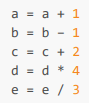 a = a + 1
b = b - 1
c = c + 2
d = d * 4
e = e / 3